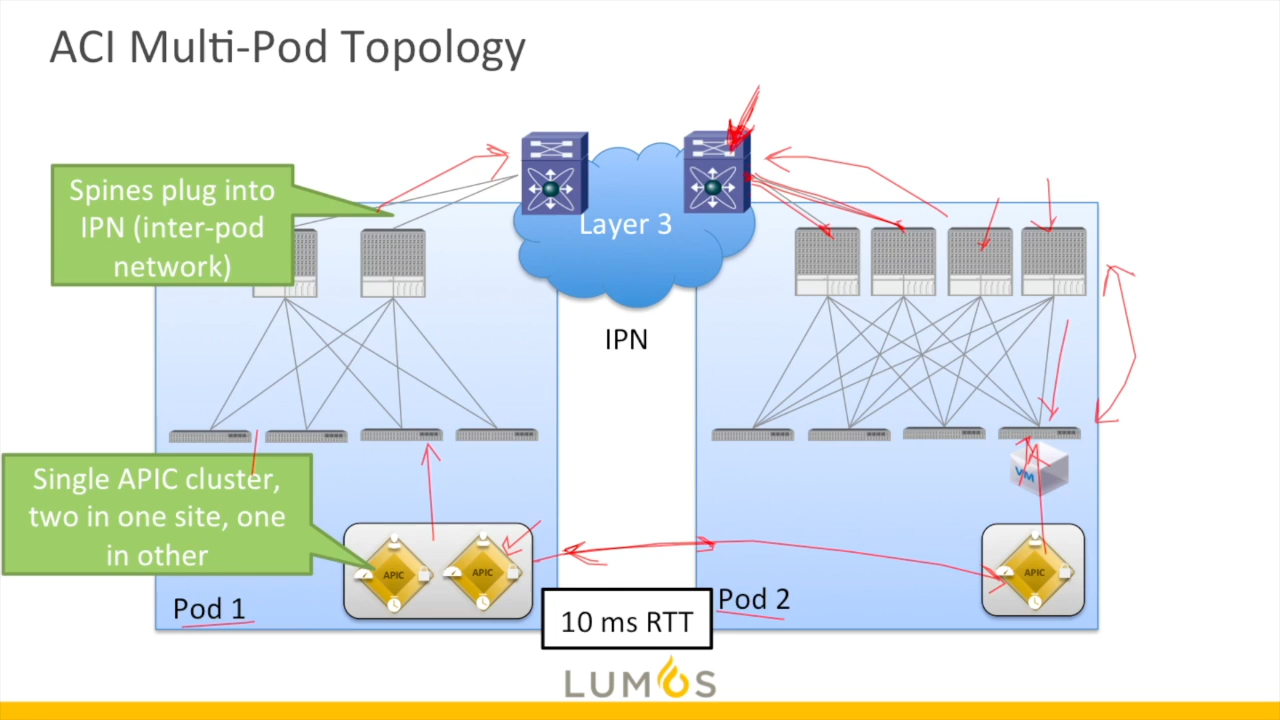 ACI Multi-Pod Topology
Spines plug into
IPN (inter-pod
network)
Layer 3
IPN
Single APIC cluster,
two in one site, one
in other
VM
APIC
APIC
APIC
Pod 1
10 ms RTT
Pod 2
LUMOS